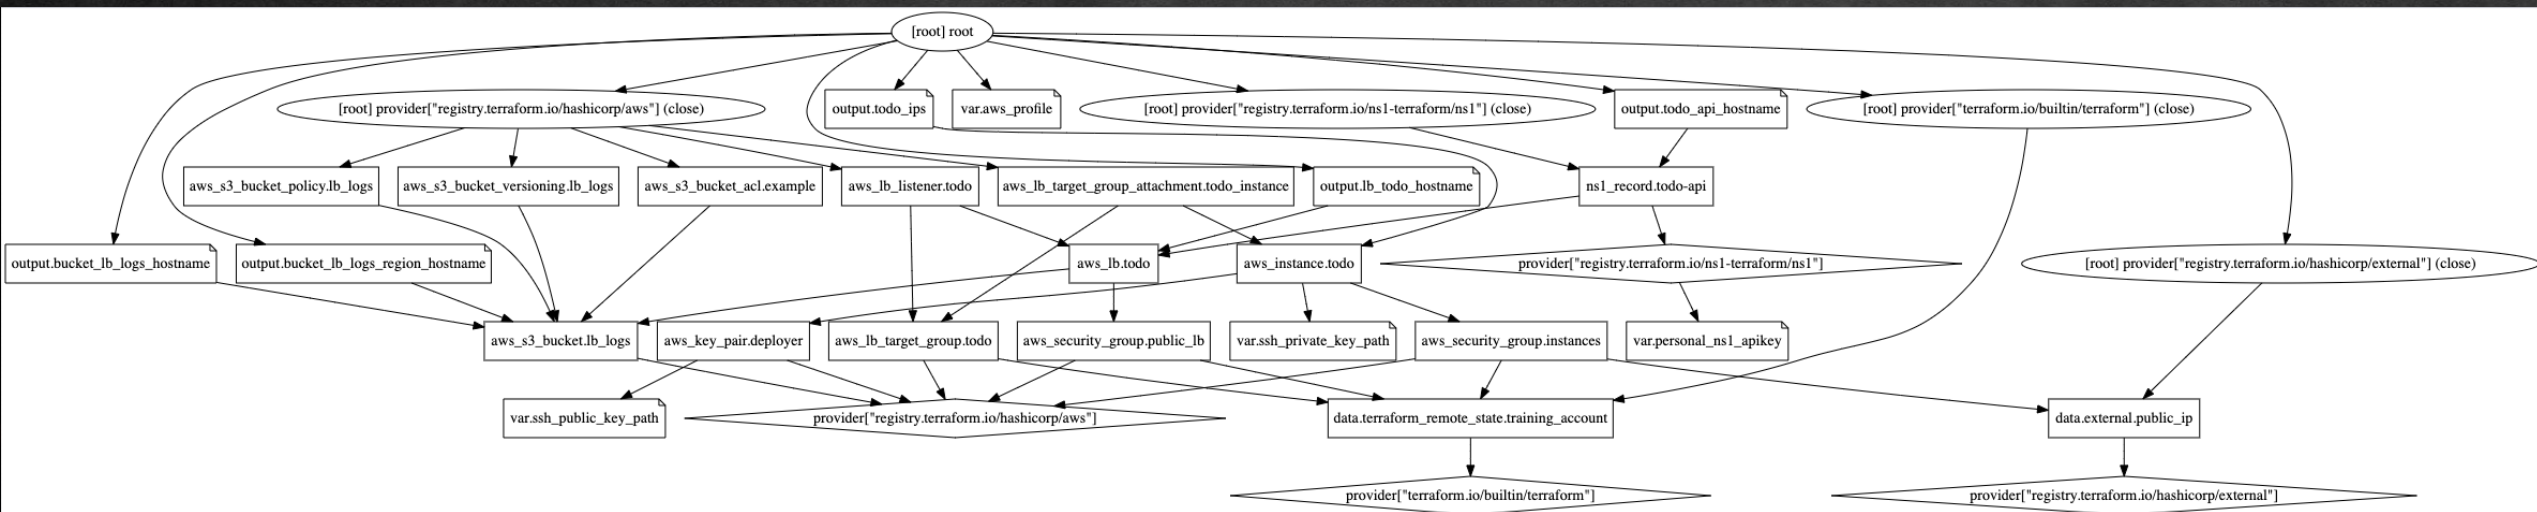 [root] root
[root] provider["registry.terraform.io/hashicorp/aws"] (close)
output.todo_ips
var.aws_profile
[root] provider["registry.terraform.io/ns1-terraform/ns1"] (close)
output.todo_api_hostname
[root] provider["terraform.io/builtin/terraform"] (close)
aws_s3_bucket_policy.lb_logs
aws_s3_bucket_versioning.lb_logs
aws_s3_bucket_acl.example
aws_lb_listener.todo
aws_lb_target_group_attachment.todo_instance
output.lb_todo_hostname
ns1_record.todo-api
output.bucket_lb_logs_hostname
output.bucket_lb_logs_region_hostname
aws_lb.todo
aws_instance.todo
provider["registry.terraform.io/ns1-terraform/ns1"]
[root] provider["registry.terraform.io/hashicorp/external"] (close)
aws_s3_bucket.lb_logs
aws_key_pair.deployer
aws_lb_target_group.todo
aws_security_group.public_lb
var.ssh_private_key_path
aws_security_group.instances
var.personal_ns1_apikey
var.ssh_public_key_path
provider["registry.terraform.io/hashicorp/aws"]
data.terraform_remote_state.training_account
data.external.public_ip
provider["terraform.io/builtin/terraform"]
provider["registry.terraform.io/hashicorp/external"]